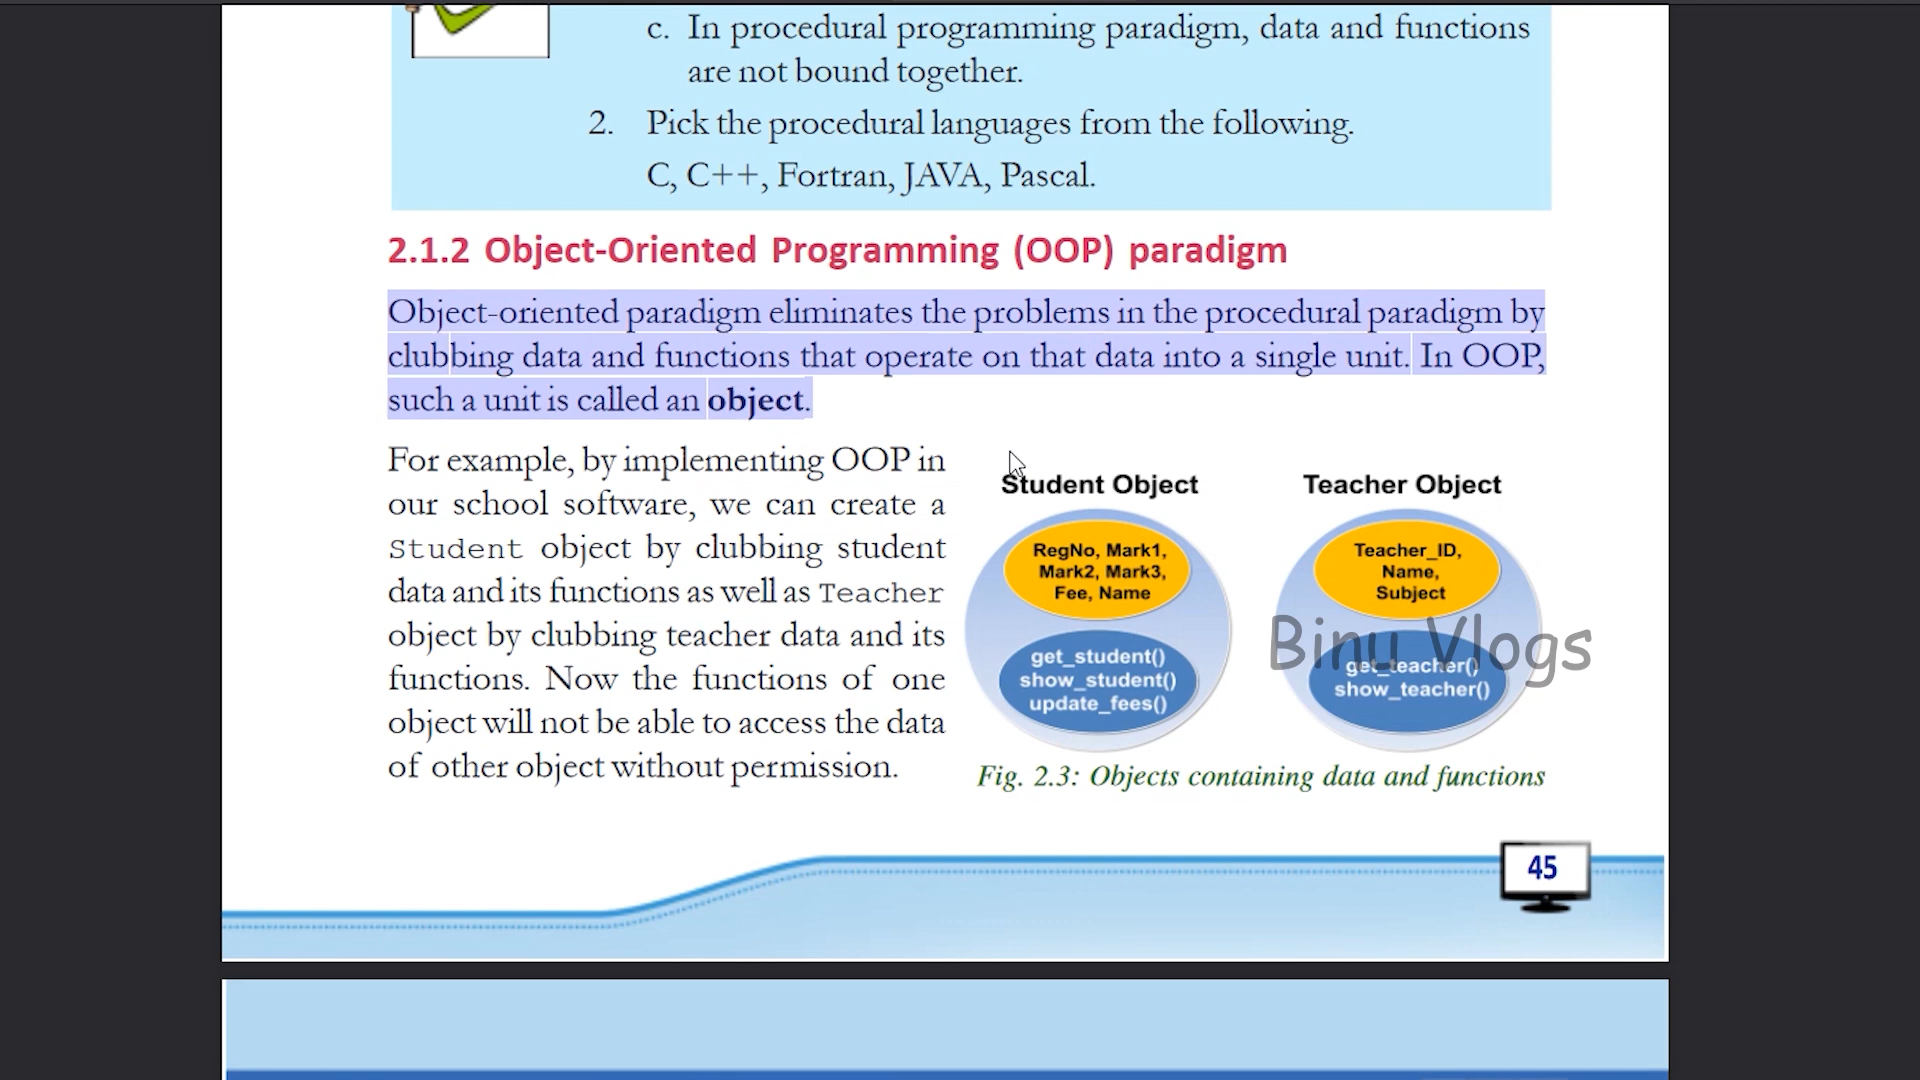 c. In procedural programming paradigm, data and functions
are not bound together.
2. Pick the procedural languages from the following.
C, C++, Fortran, JAVA, Pascal.
2.1.2 Object-Oriented Programming (OOP) paradigm
Object-oriented paradigm eliminates the problems in the procedural paradigm by
clubbing data and functions that operate on that data into a single unit. In OOP,
such a unit is called an object.
For example, by implementing OOP in
our school software, we can create a
Student object by clubbing student
data and its functions as well as Teacher
object by clubbing teacher data and its
functions. Now the functions of one
object will not be able to access the data
of other object without permission.
Student Object
RegNo, Mark1,
Mark2, Mark3,
Fee, Name
get_student()
show_student()
update_fees()
Teacher Object
Teacher_ID,
Name,
Subject
get_teacher()
show_teacher()
Binu Vlogs
Fig. 2.3: Objects containing data and functions
45